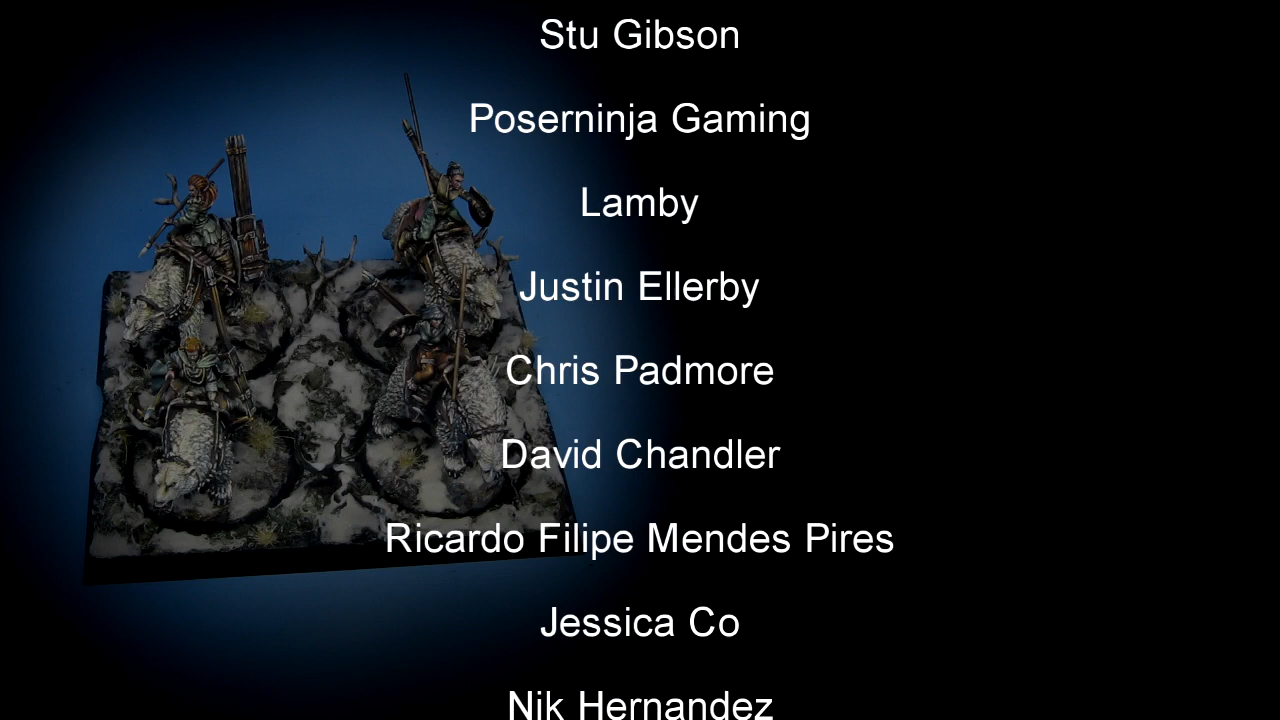 Stu Gibson
Poserninja Gaming
Lamby
Justin Ellerby
Chris Padmore
David Chandler
Ricardo Filipe Mendes Pires
Jessica Co
Nik Hernandez